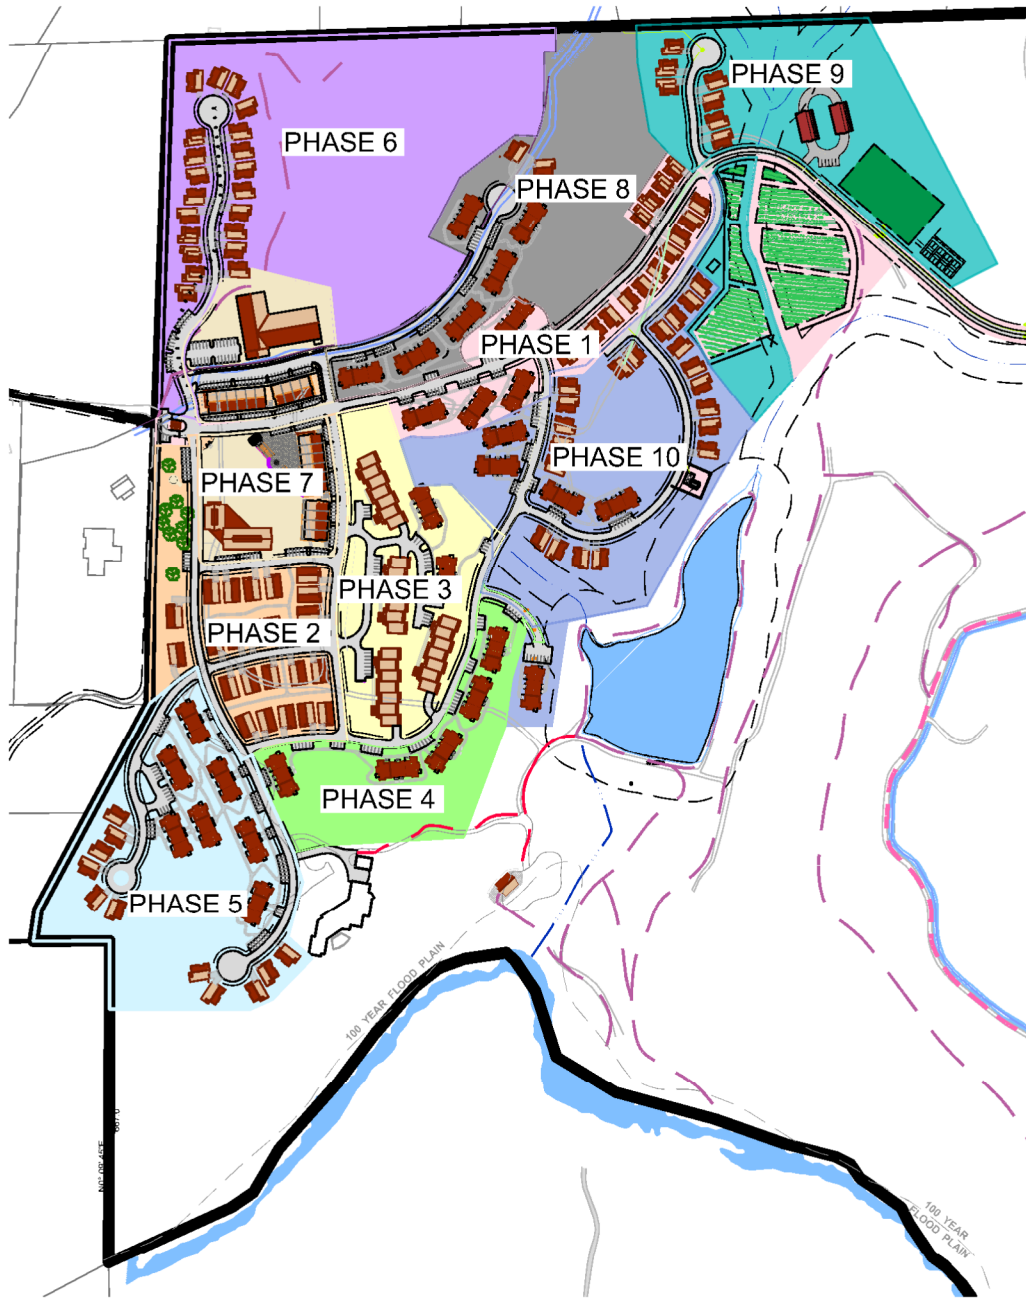 PHASE 9
PHASE 6
PHASE 8
PHASE 1
PHASE 10
PHASE 7
PHASE 3
PHASE 2
PHASE 4
PHASE 5
100 YEAR FLOOD PLAIN
100 YEAR
FLOOD PLAIN